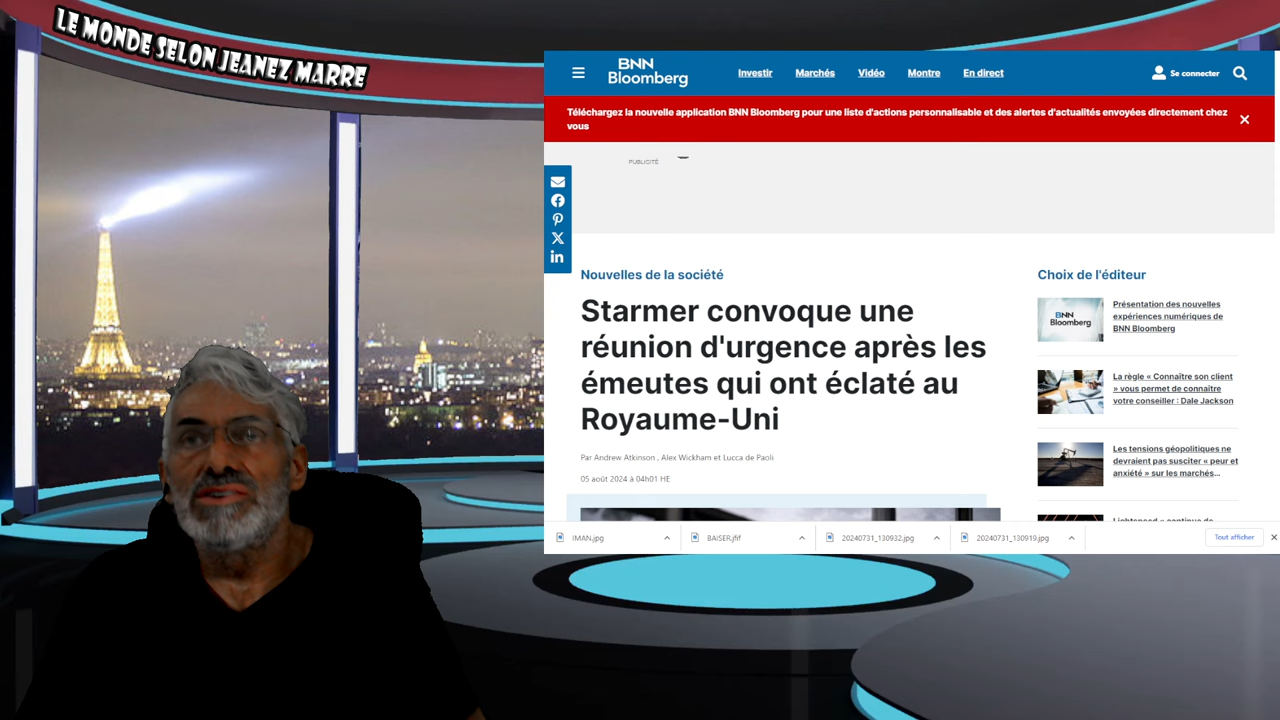 LE MONDE SELON JEANEZ MARRE
BNN
Bloomberg
Investir
Marchés
Vidéo
Montre
En direct
Se connecter
Téléchargez la nouvelle application BNN Bloomberg pour une liste d'actions personnalisable et des alertes d'actualités envoyées directement chez
vous
PUBLICITÉ
Nouvelles de la société
Starmer convoque une
réunion d'urgence après les
émeutes qui ont éclaté au
Royaume-Uni
Par Andrew Atkinson , Alex Wickham et Lucca de Paoli
05 août 2024 à 04h01 HE
Choix de l'éditeur
BNN
Bloomberg
Présentation des nouvelles
expériences numériques de
BNN Bloomberg
La règle « Connaître son client
» vous permet de connaître
votre conseiller : Dale Jackson
Les tensions géopolitiques ne
devraient pas susciter « peur et
anxiété » sur les marchés...
IMAN.jpg
BAISER.jfif
20240731_130932.jpg
20240731_130919.jpg
Tout afficher